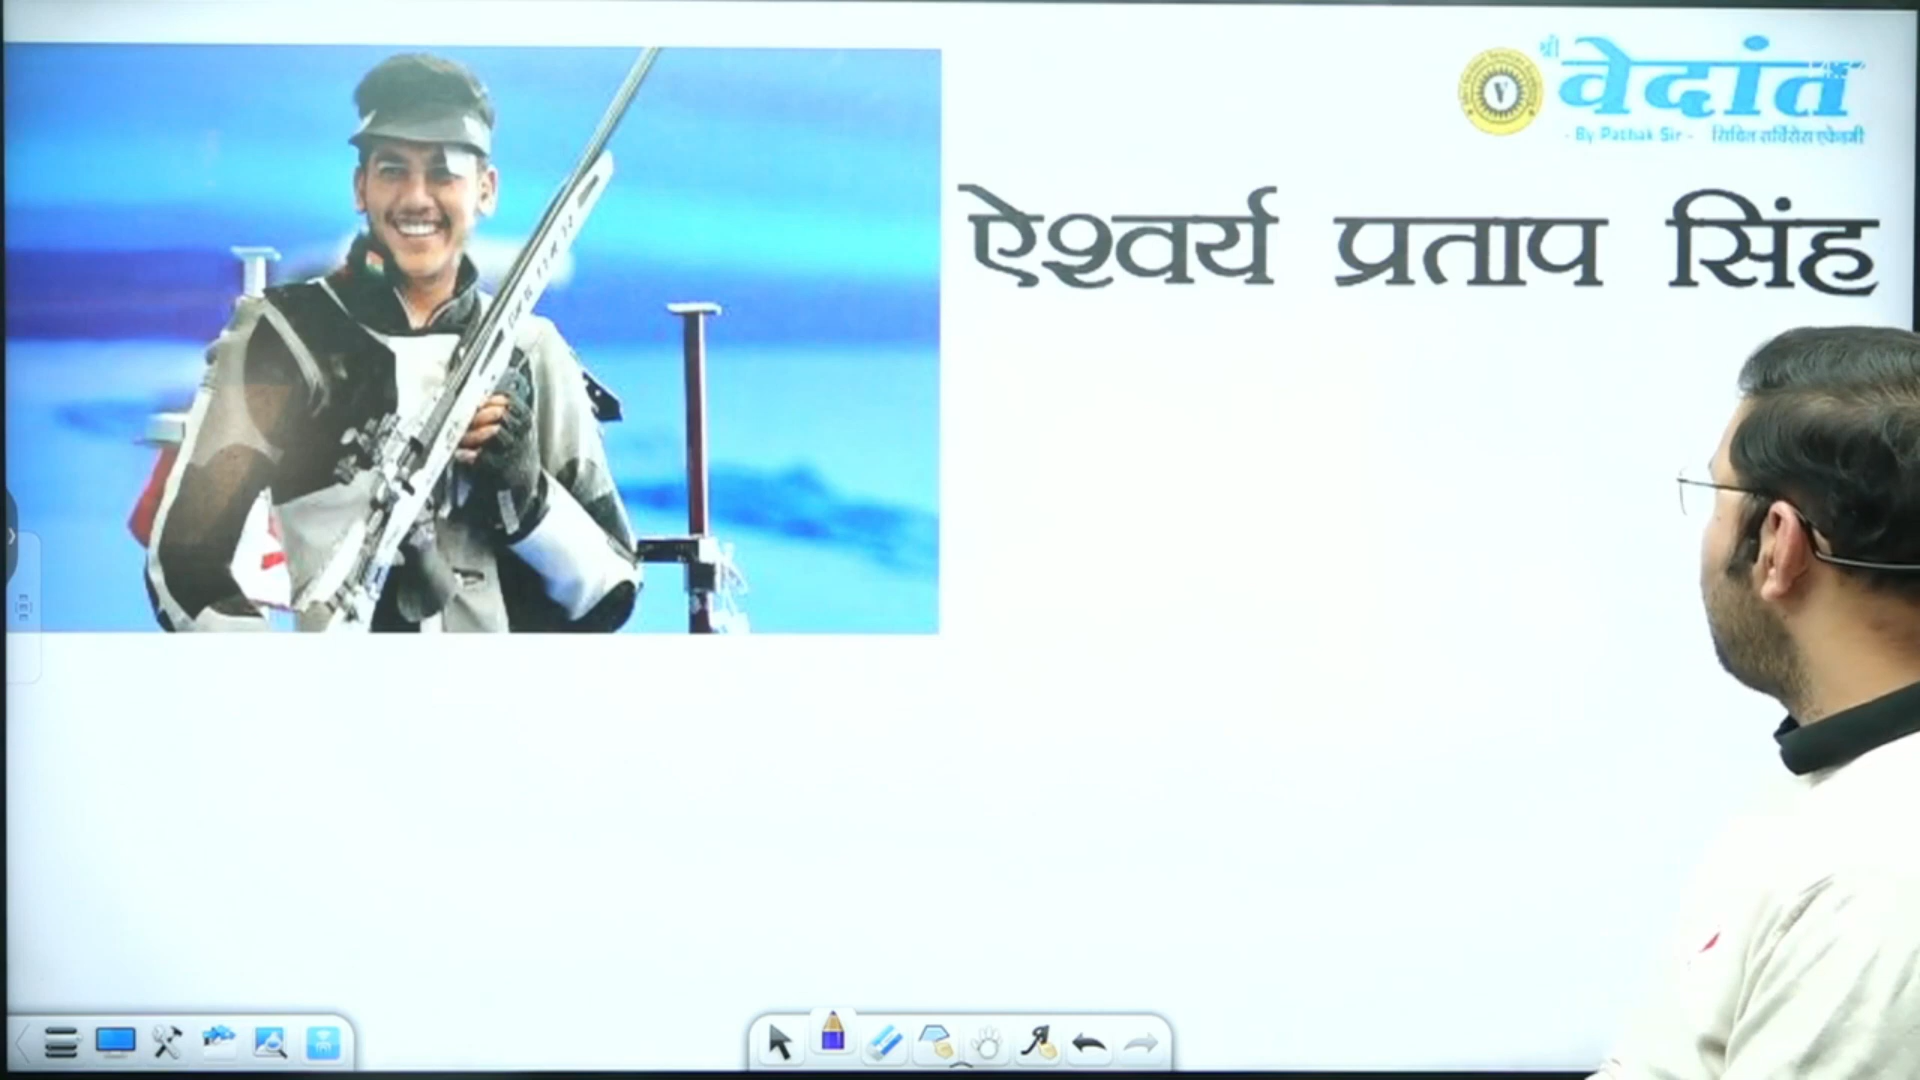 श्री
वेदांत
- By Pathak Sir - सिविल सर्विसेस एकेडमी
ऐश्वर्य प्रताप सिंह